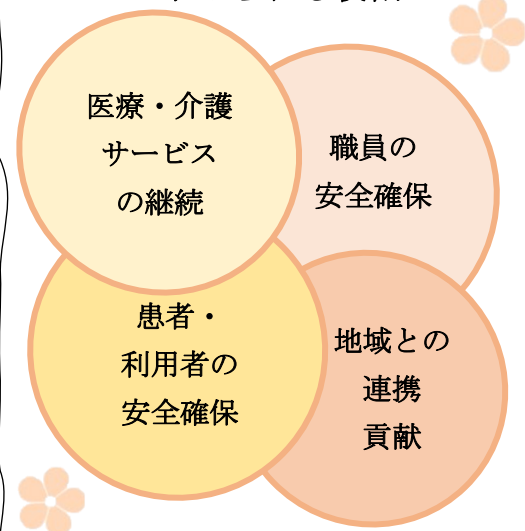 医療・介護
サービス
の継続
職員の
安全確保
患者・
利用者の
安全確保
地域との
連携
貢献